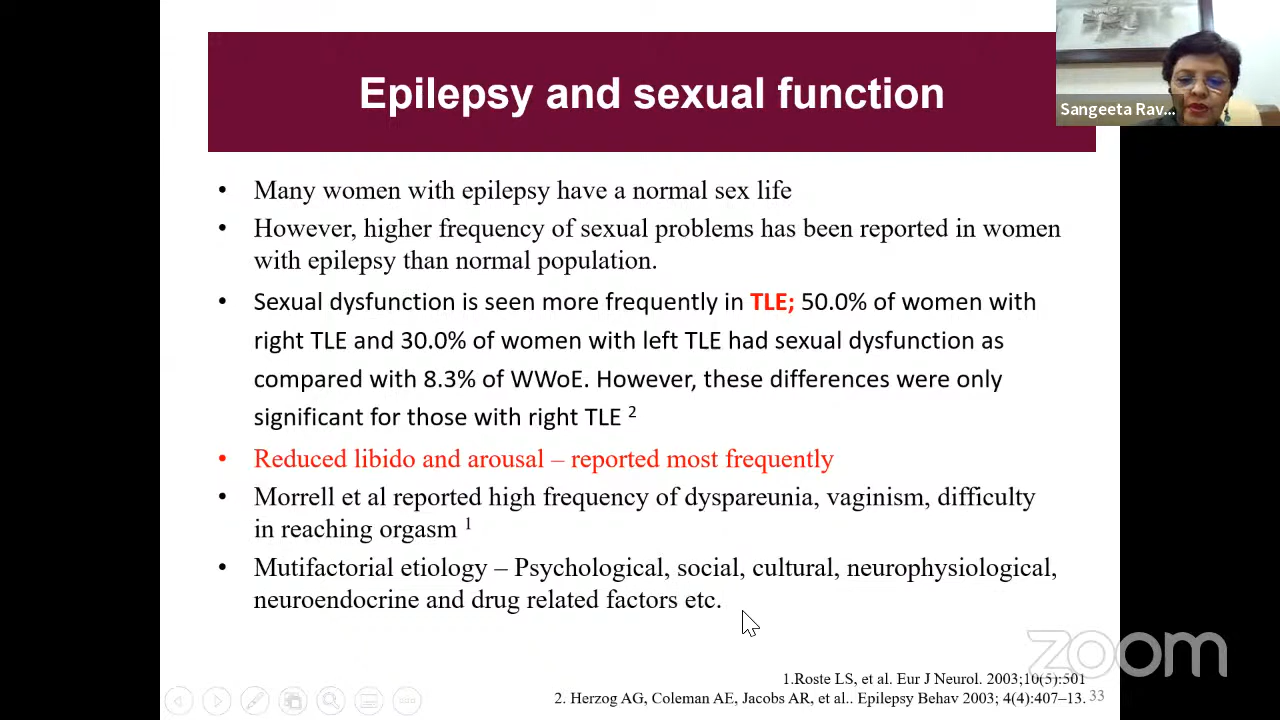 Epilepsy and sexual function
Sangeeta Rav...
• Many women with epilepsy have a normal sex life
• However, higher frequency of sexual problems has been reported in women
with epilepsy than normal population.
• Sexual dysfunction is seen more frequently in TLE; 50.0% of women with
right TLE and 30.0% of women with left TLE had sexual dysfunction as
compared with 8.3% of WWoE. However, these differences were only
significant for those with right TLE 2
• Reduced libido and arousal – reported most frequently
• Morrell et al reported high frequency of dyspareunia, vaginism, difficulty
in reaching orgasm 1
• Mutifactorial etiology – Psychological, social, cultural, neurophysiological,
neuroendocrine and drug related factors etc.
zoom
1.Roste LS, et al. Eur J Neurol. 2003;10(5):501
2. Herzog AG, Coleman AE, Jacobs AR, et al.. Epilepsy Behav 2003; 4(4):407–13.
33